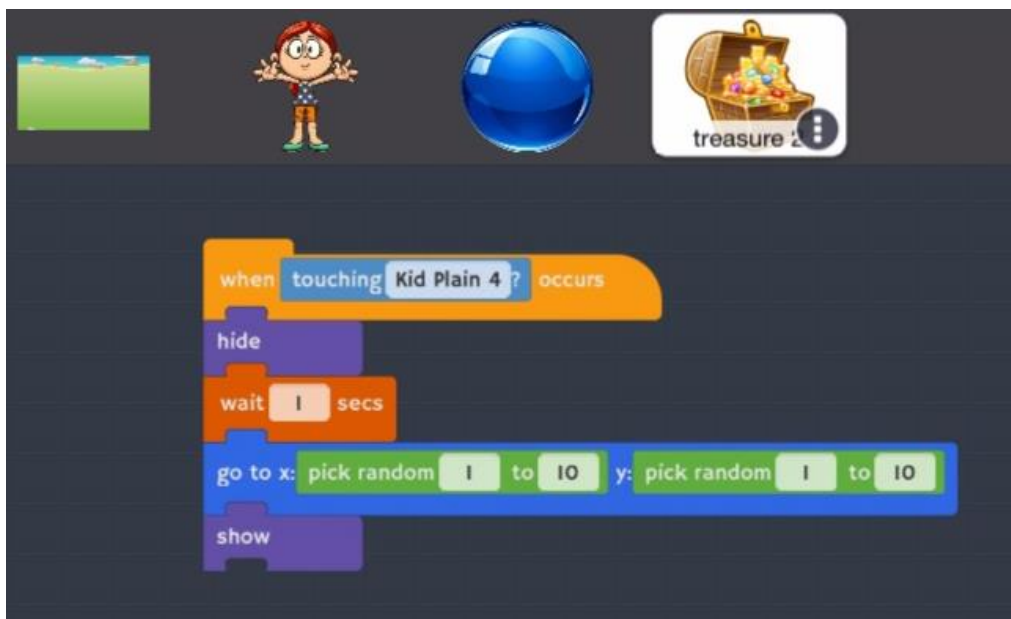 treasure 2
when touching Kid Plain 4 ? occurs
hide
wait 1 secs
go to x: pick random 1 to 10 y: pick random 1 to 10
show